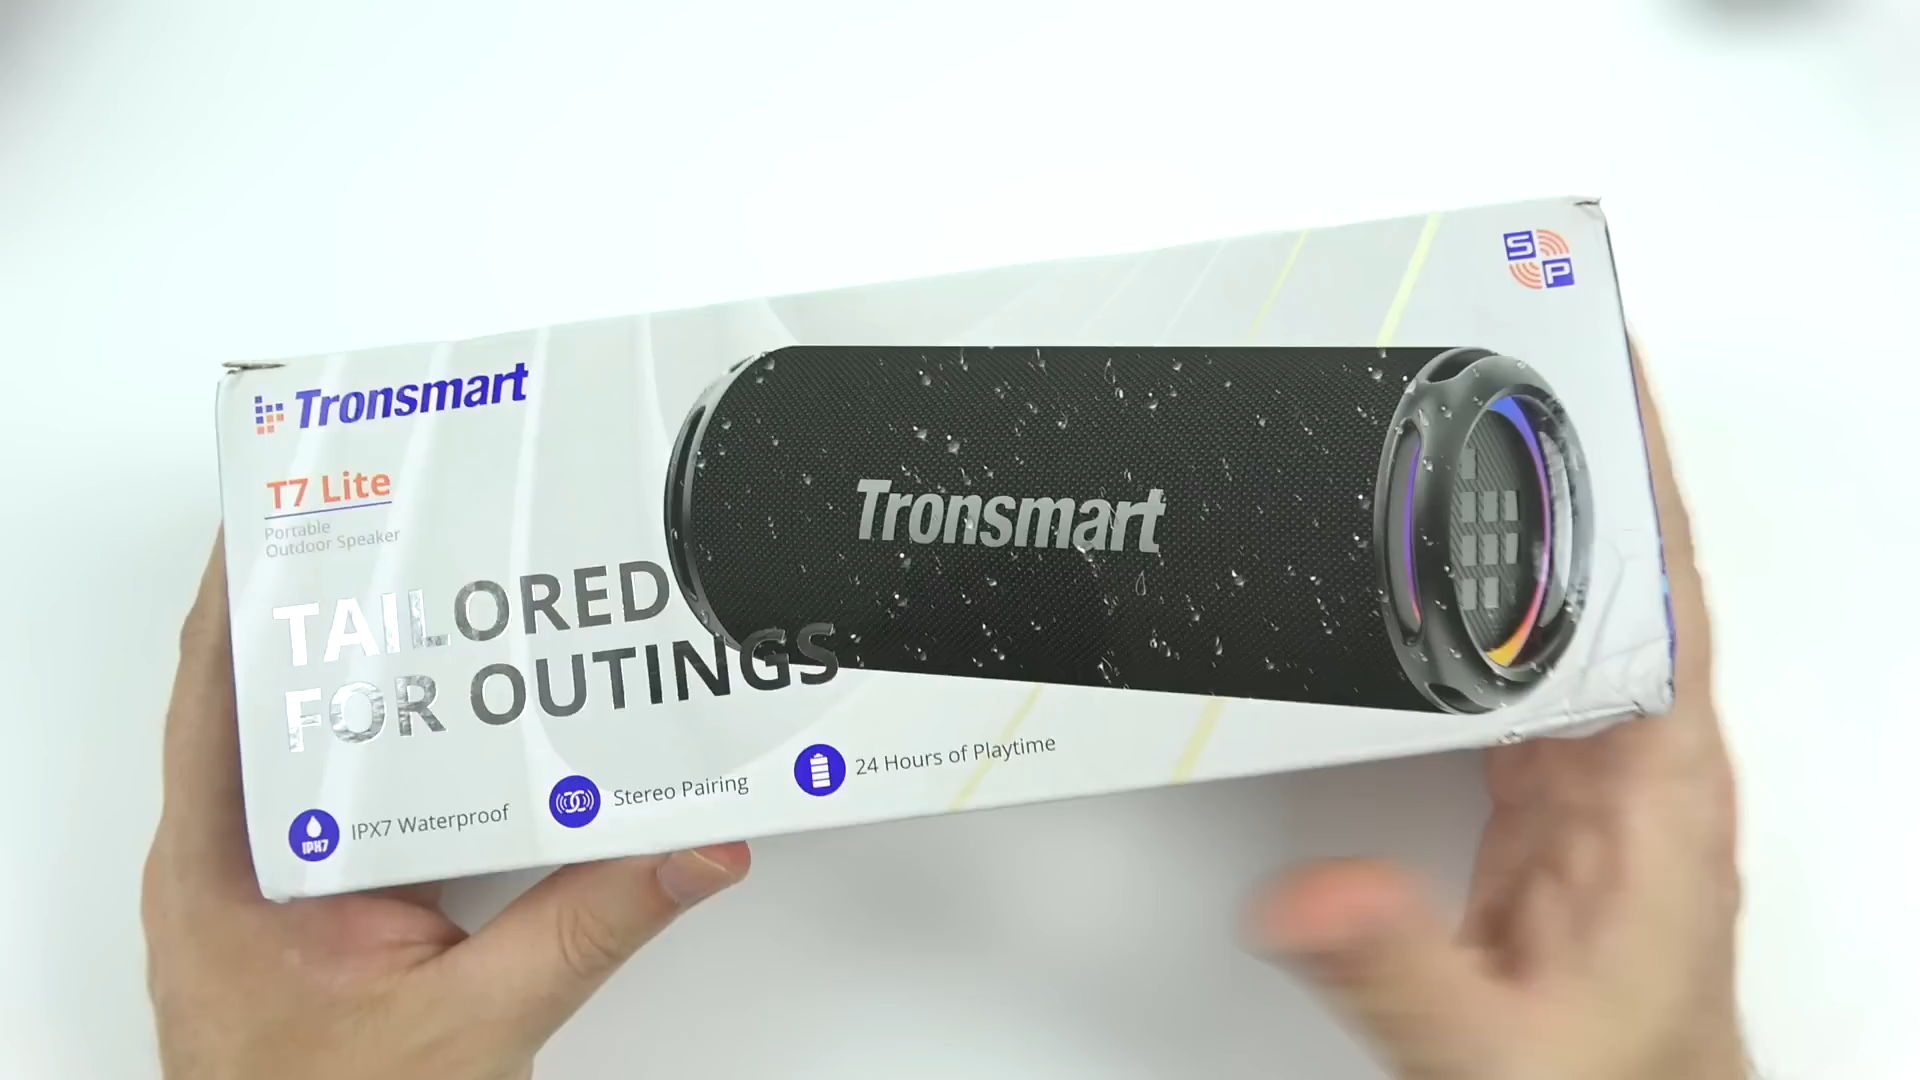 Tronsmart
T7 Lite
Portable
Outdoor Speaker
TAILORED
FOR OUTINGS
Tronsmart
S
P
IPX7
IPX7 Waterproof
Stereo Pairing
24 Hours of Playtime